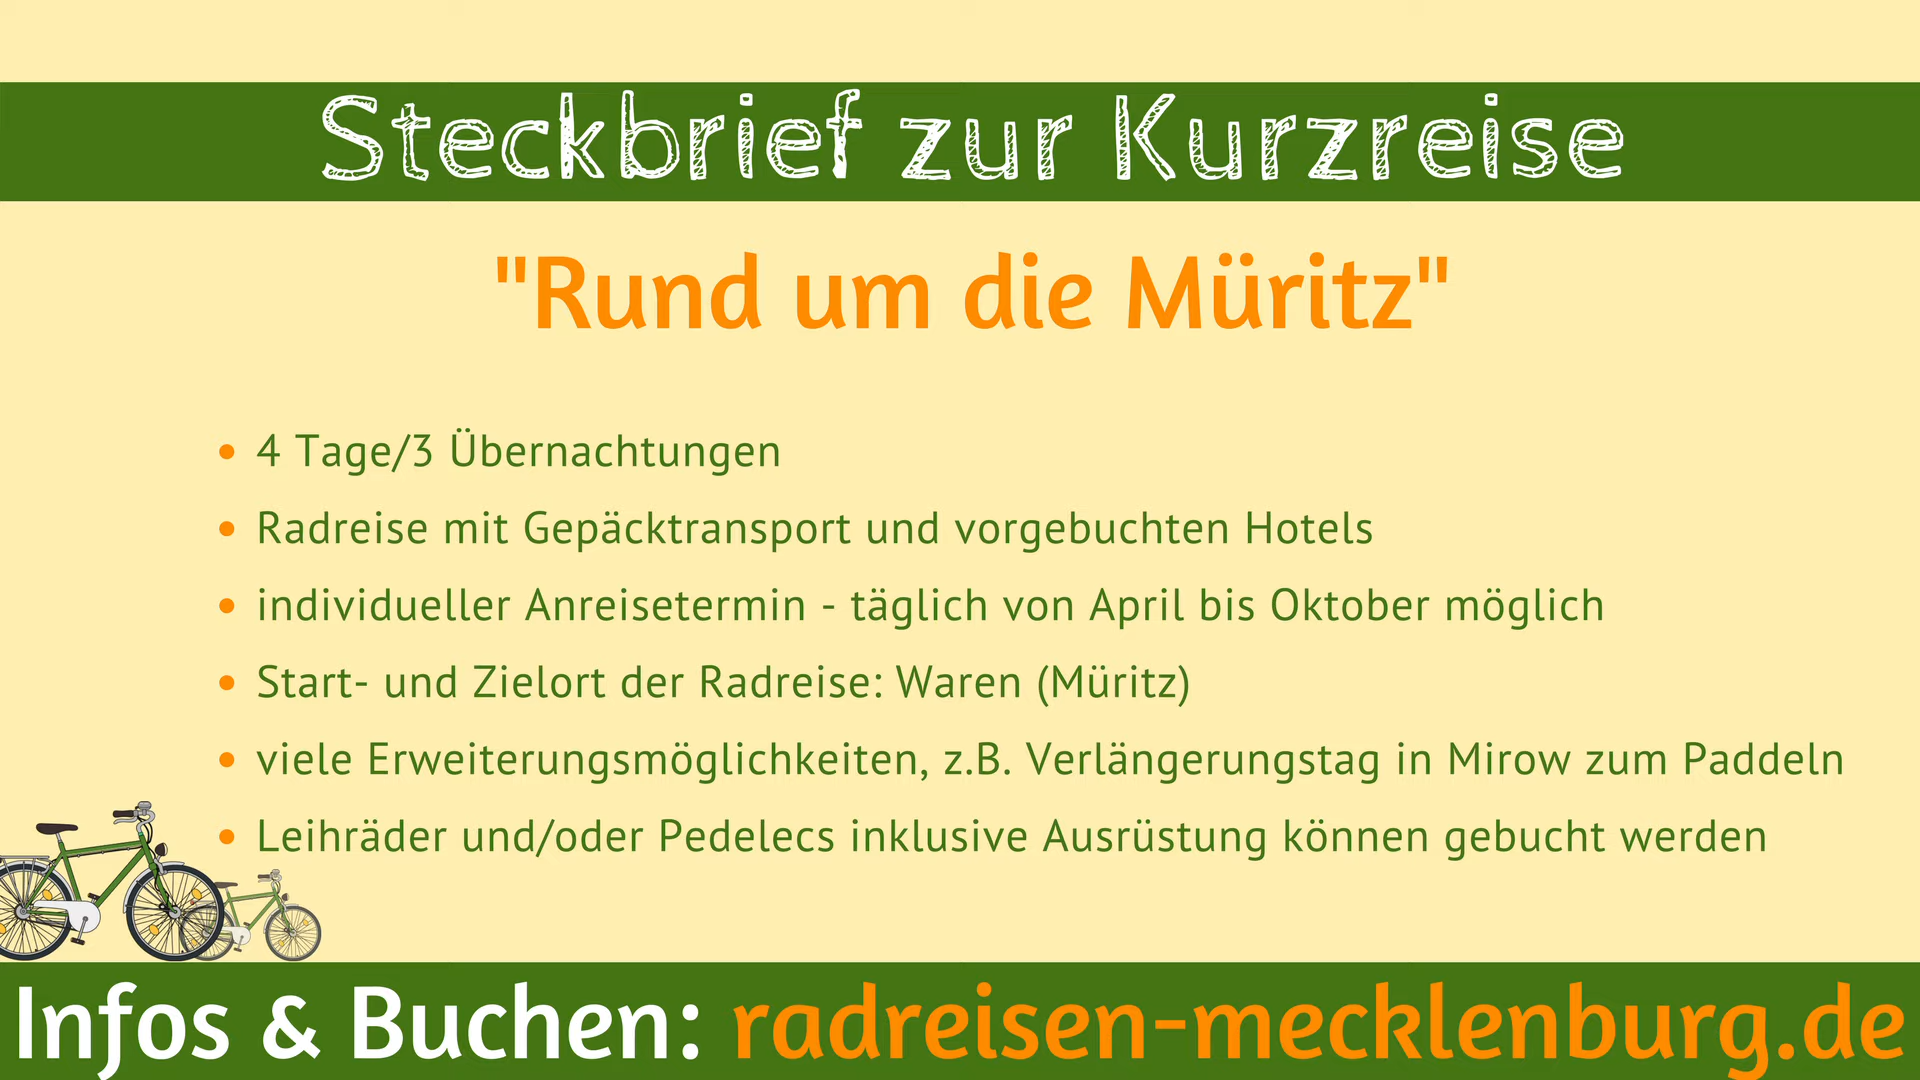 Steckbrief zur Kurzreise
"Rund um die Müritz"
• 4 Tage/3 Übernachtungen
• Radreise mit Gepäcktransport und vorgebuchten Hotels
• individueller Anreisetermin - täglich von April bis Oktober möglich
• Start- und Zielort der Radreise: Waren (Müritz)
• viele Erweiterungsmöglichkeiten, z.B. Verlängerungstag in Mirow zum Paddeln
• Leihräder und/oder Pedelecs inklusive Ausrüstung können gebucht werden
Infos & Buchen: radreisen-mecklenburg.de